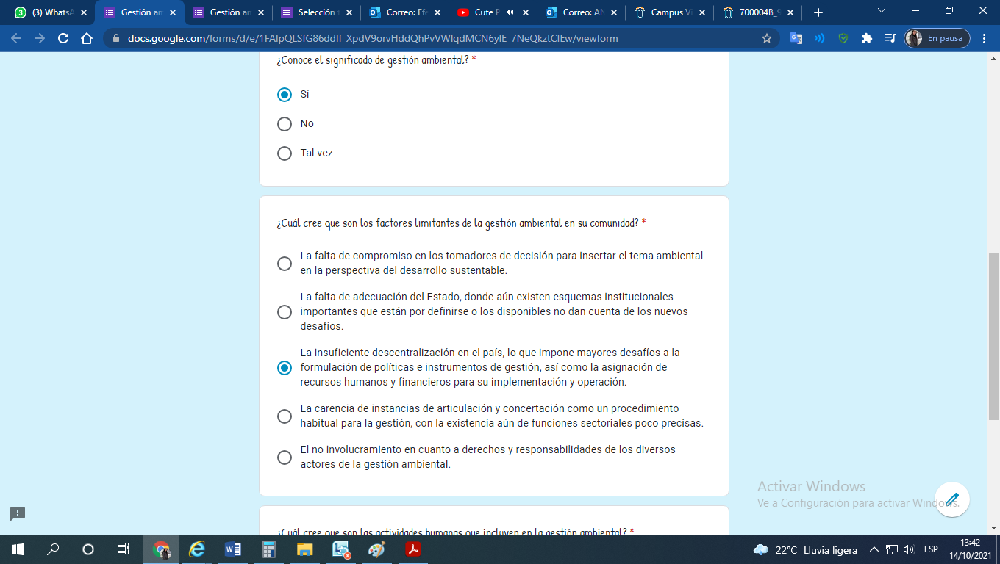 (3) WhatsA
Gestión an
Gestión an
Selección t
Correo: Efe
Cute P
Correo: AN
Campus Vi
700004B_9
docs.google.com/forms/d/e/1FAIpQLSfG86ddIf_XpdV9orvHddQhPvVWlqdMCN6ylE_7NeQkztCIEw/viewform
En pausa
¿Conoce el significado de gestión ambiental? *
Sí
No
Tal vez
¿Cuál cree que son los factores limitantes de la gestión ambiental en su comunidad? *
La falta de compromiso en los tomadores de decisión para insertar el tema ambiental
en la perspectiva del desarrollo sustentable.
La falta de adecuación del Estado, donde aún existen esquemas institucionales
importantes que están por definirse o los disponibles no dan cuenta de los nuevos
desafíos.
La insuficiente descentralización en el país, lo que impone mayores desafíos a la
formulación de políticas e instrumentos de gestión, así como la asignación de
recursos humanos y financieros para su implementación y operación.
La carencia de instancias de articulación y concertación como un procedimiento
habitual para la gestión, con la existencia aún de funciones sectoriales poco precisas.
El no involucramiento en cuanto a derechos y responsabilidades de los diversos
actores de la gestión ambiental.
Activar Windows
Ve a Configuración para activar Windows.
¿Cuál cree que son las actividades humanas que incluyen en la gestión ambiental? *
22°C Lluvia ligera
ESP
13:42
14/10/2021